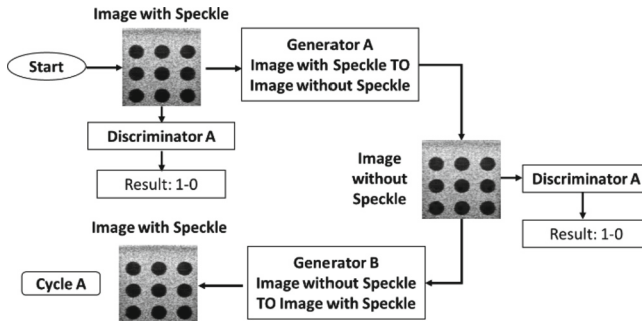 Image with Speckle
Start
Generator A
Image with Speckle TO
Image without Speckle
Discriminator A
Result: 1-0
Image
without
Speckle
Discriminator A
Result: 1-0
Image with Speckle
Cycle A
Generator B
Image without Speckle
TO Image with Speckle